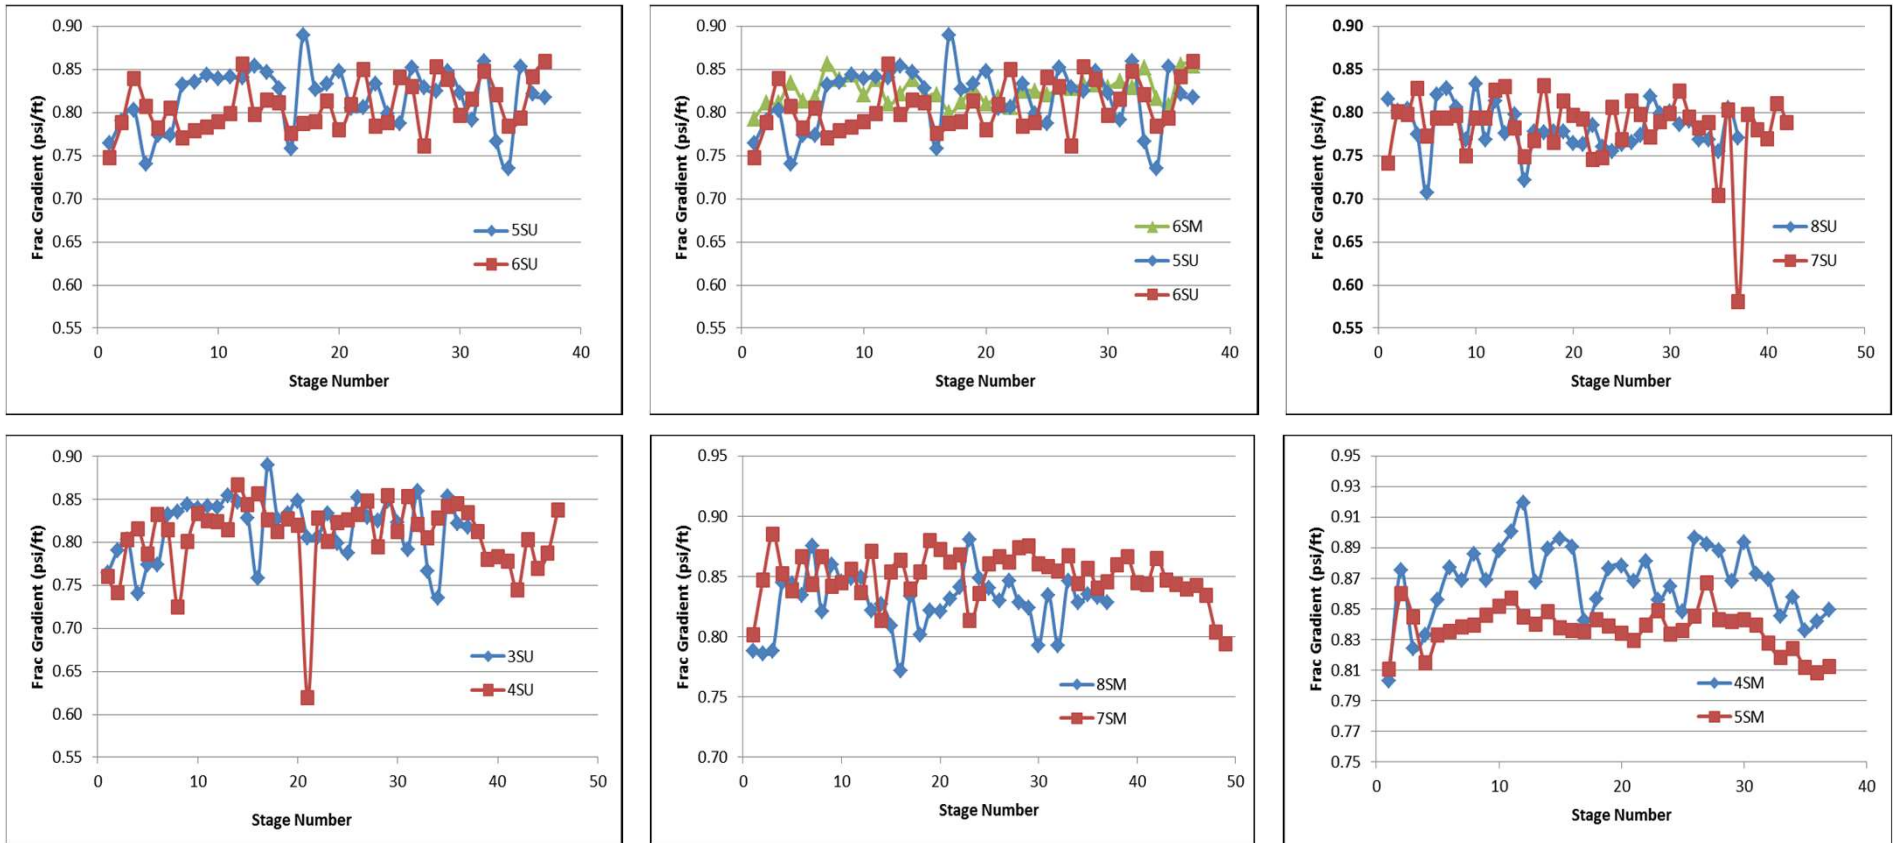 0.90
0.85
0.80
0.75
0.70
0.65
0.60
0.55
Frac Gradient (psi/ft)
5SU
6SU
0 10 20 30 40
Stage Number
0.90
0.85
0.80
0.75
0.70
0.65
0.60
0.55
Frac Gradient (psi/ft)
6SM
5SU
6SU
0 10 20 30 40
Stage Number
0.90
0.85
0.80
0.75
0.70
0.65
0.60
0.55
Frac Gradient (psi/ft)
8SU
7SU
0 10 20 30 40 50
Stage Number
0.90
0.85
0.80
0.75
0.70
0.65
0.60
0.55
Frac Gradient (psi/ft)
3SU
4SU
0 10 20 30 40 50
Stage Number
0.95
0.90
0.85
0.80
0.75
0.70
Frac Gradient (psi/ft)
8SM
7SM
0 10 20 30 40 50
Stage Number
0.95
0.93
0.91
0.89
0.87
0.85
0.83
0.81
0.79
0.77
0.75
Frac Gradient (psi/ft)
4SM
5SM
0 10 20 30 40
Stage Number